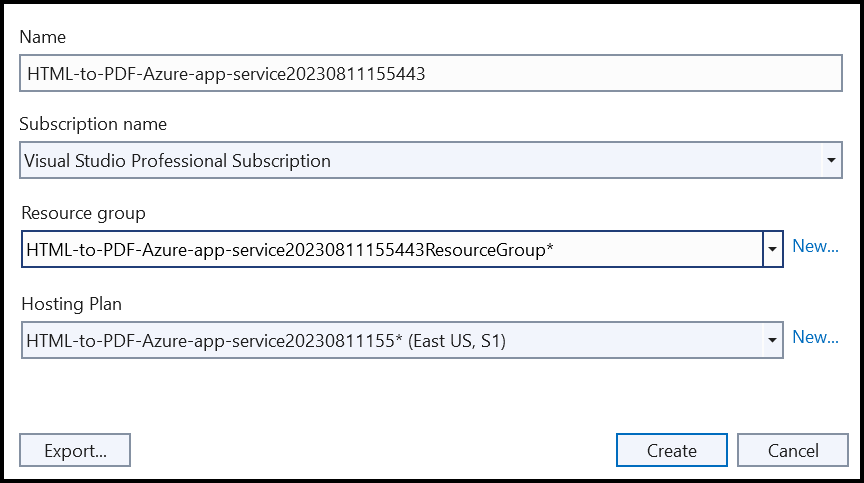 Name
HTML-to-PDF-Azure-app-service20230811155443
Subscription name
Visual Studio Professional Subscription
Resource group
HTML-to-PDF-Azure-app-service20230811155443ResourceGroup*
New...
Hosting Plan
HTML-to-PDF-Azure-app-service20230811155* (East US, S1)
New...
Export...
Create
Cancel